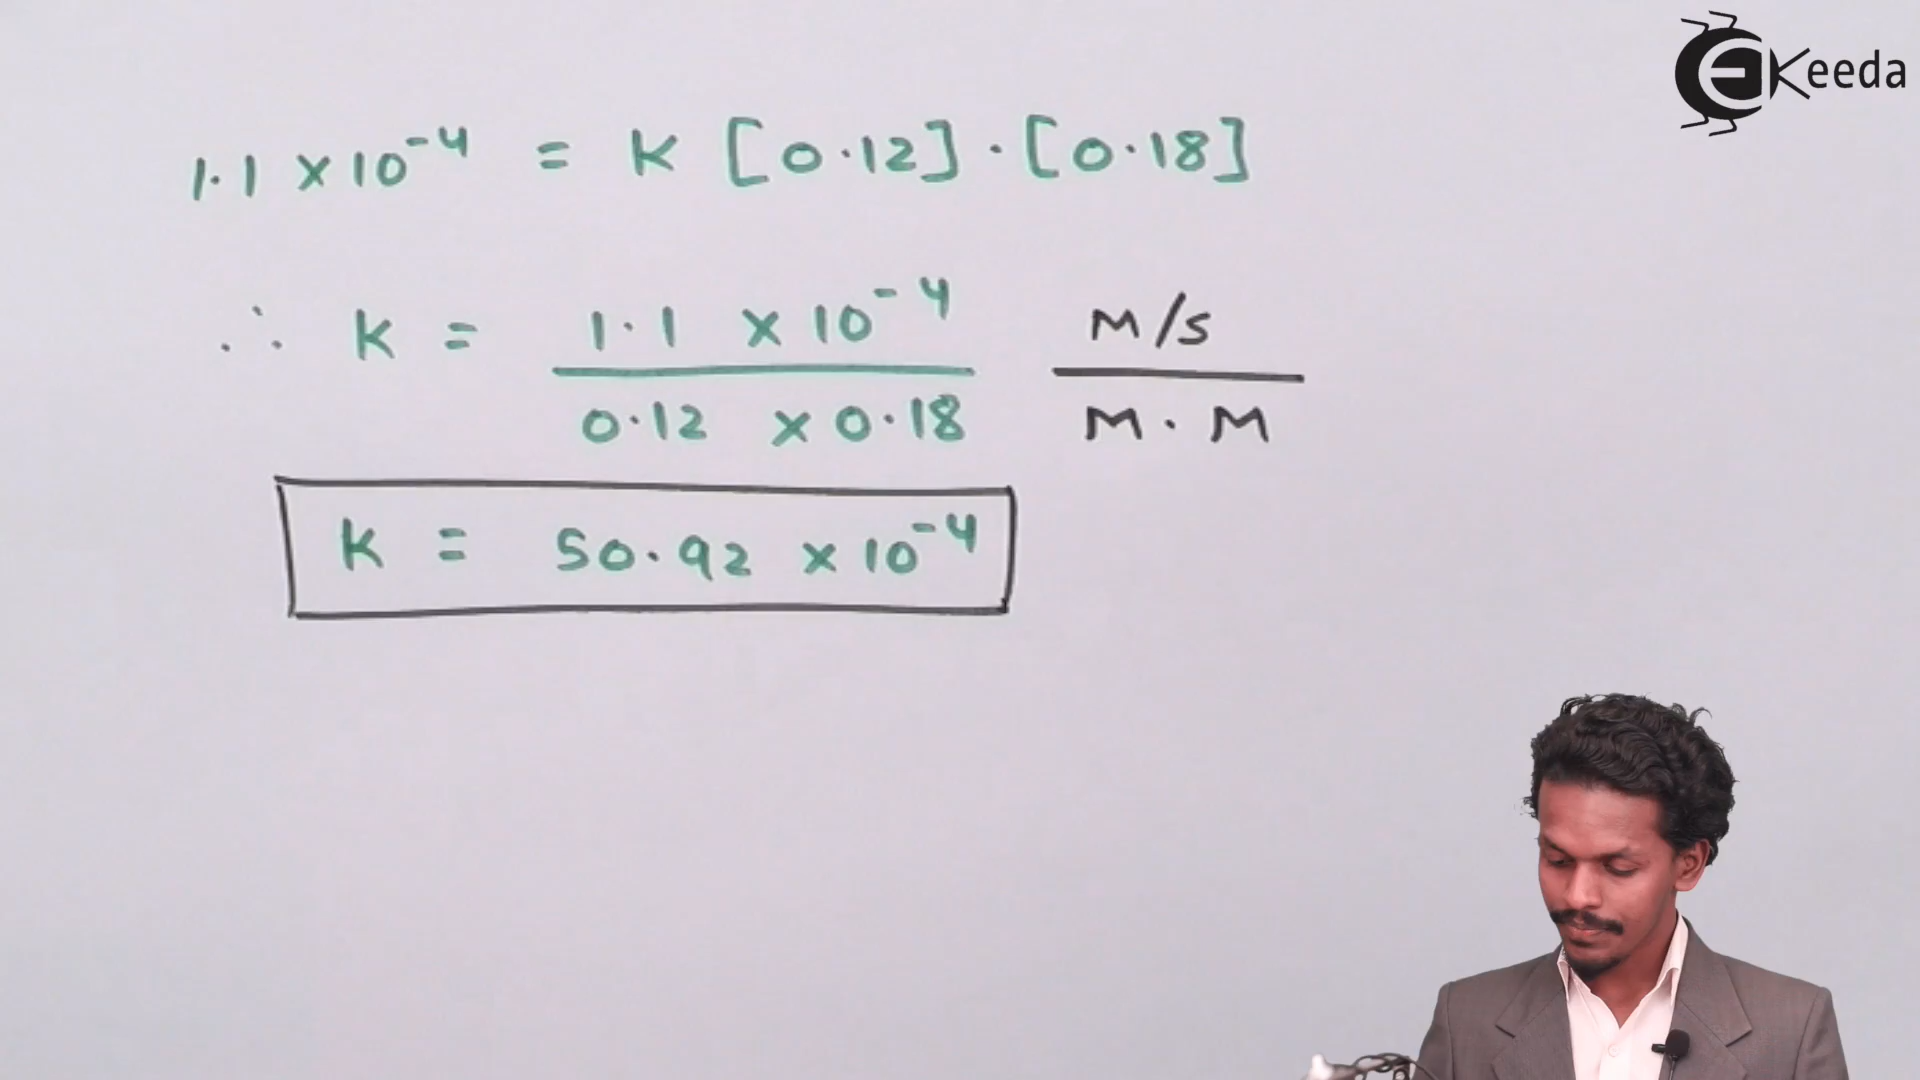 EKeeda
1.1 × 10⁻⁴ = K [0.12] · [0.18]
∴ K = 1.1 × 10⁻⁴ / 0.12 × 0.18 M/s / M · M
K = 50.92 × 10⁻⁴